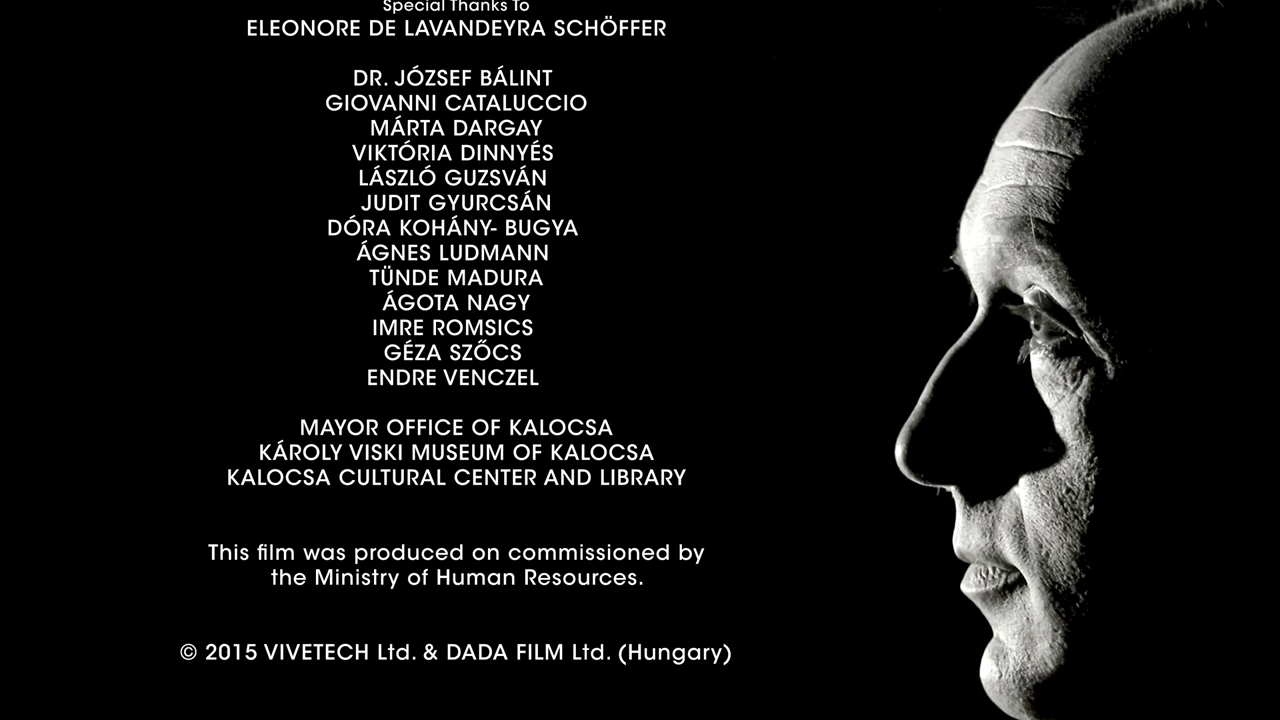 Special Thanks To
ELEONORE DE LAVANDEYRA SCHÖFFER
DR. JÓZSEF BÁLINT
GIOVANNI CATALUCCIO
MÁRTA DARGAY
VIKTÓRIA DINNYÉS
LÁSZLÓ GUZSVÁN
JUDIT GYURCSÁN
DÓRA KOHÁNY- BUGYA
ÁGNES LUDMANN
TÜNDE MADURA
ÁGOTA NAGY
IMRE ROMSICS
GÉZA SZŐCS
ENDRE VENCZEL
MAYOR OFFICE OF KALOCSA
KÁROLY VISKI MUSEUM OF KALOCSA
KALOCSA CULTURAL CENTER AND LIBRARY
This film was produced on commissioned by
the Ministry of Human Resources.
© 2015 VIVETECH Ltd. & DADA FILM Ltd. (Hungary)